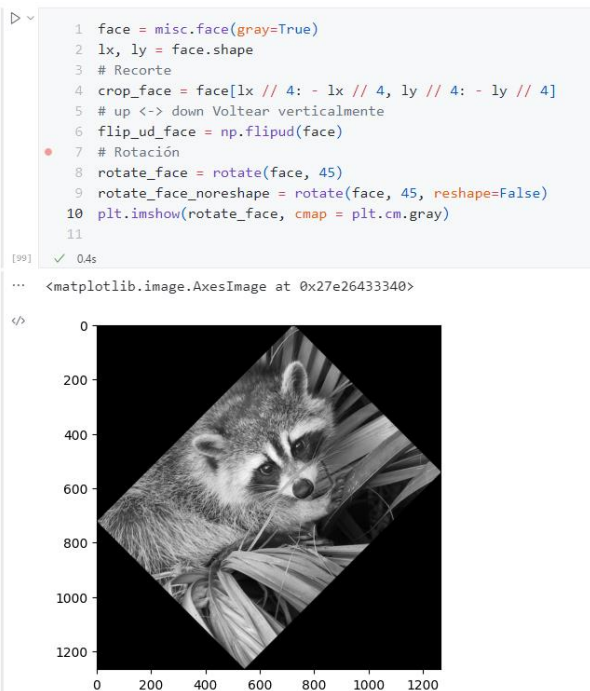 1 face = misc.face(gray=True)
2 lx, ly = face.shape
3 # Recorte
4 crop_face = face[lx // 4: - lx // 4, ly // 4: - ly // 4]
5 # up <-> down Voltear verticalmente
6 flip_ud_face = np.flipud(face)
7 # Rotación
8 rotate_face = rotate(face, 45)
9 rotate_face_noreshape = rotate(face, 45, reshape=False)
10 plt.imshow(rotate_face, cmap = plt.cm.gray)
11
[99] ✓ 0.4s
... <matplotlib.image.AxesImage at 0x27e26433340>
</>
0
200
400
600
800
1000
1200
0 200 400 600 800 1000 1200